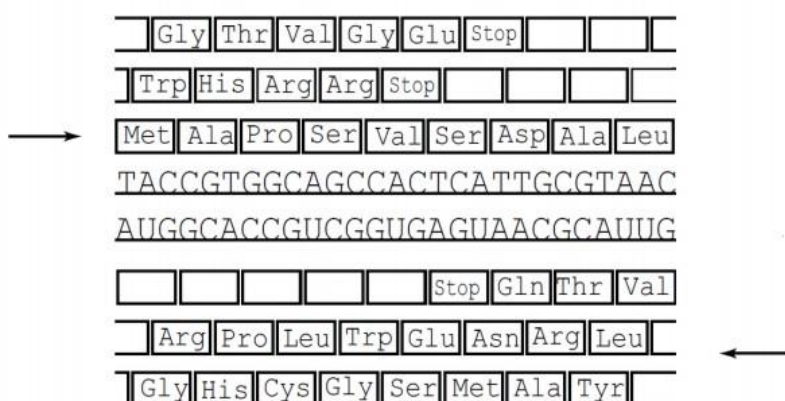 Gly Thr Val Gly Glu Stop
Trp His Arg Arg Stop
Met Ala Pro Ser Val Ser Asp Ala Leu
TACCGTGGCAGCCACTCATTGCGTAAC
AUGGCACCGUCGGUGAGUAACGCAUUG
Stop Gln Thr Val
Arg Pro Leu Trp Glu Asn Arg Leu
Gly His Cys Gly Ser Met Ala Tyr